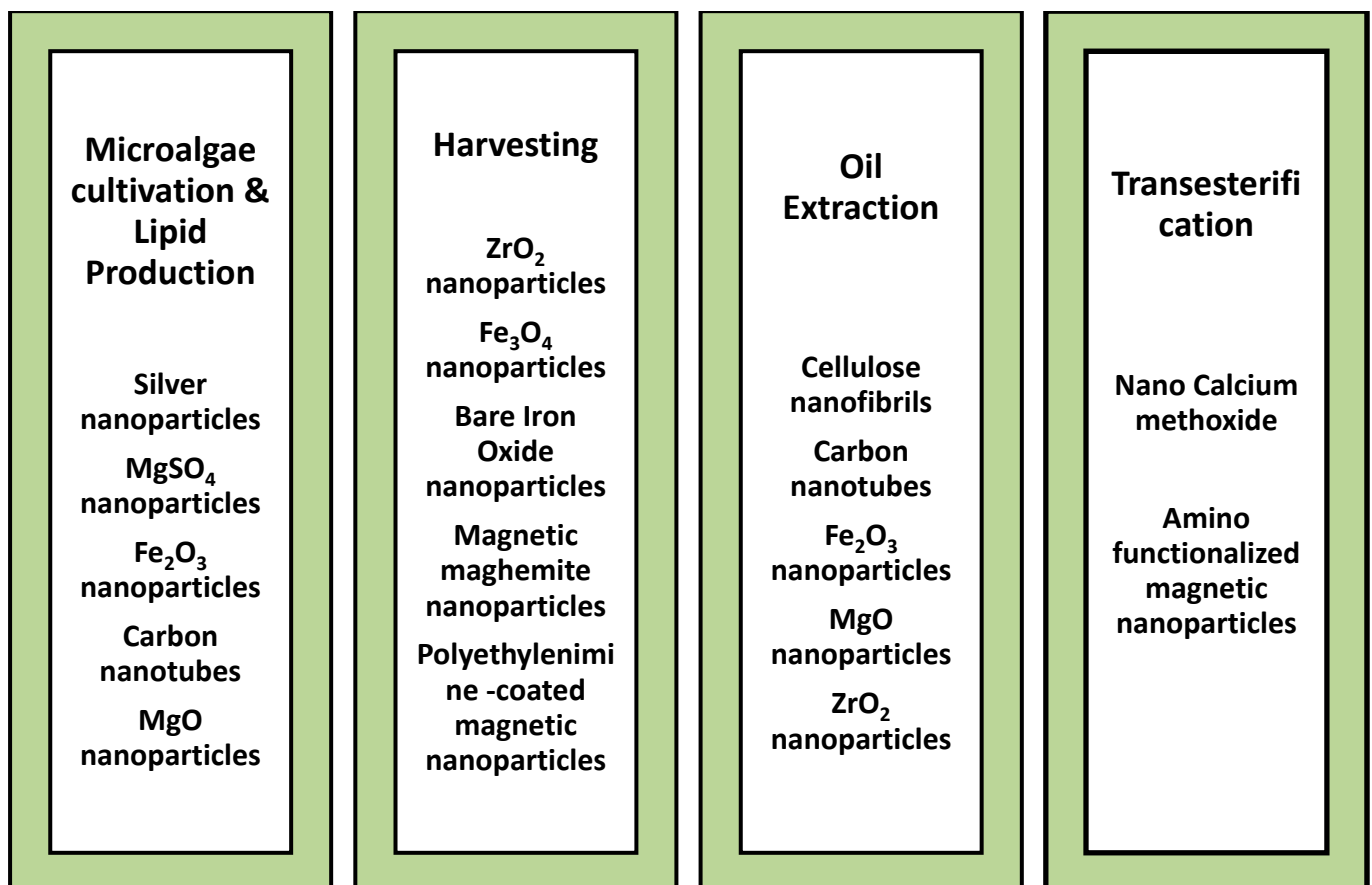 Microalgae
cultivation &
Lipid
Production
Silver
nanoparticles
MgSO₄
nanoparticles
Fe₂O₃
nanoparticles
Carbon
nanotubes
MgO
nanoparticles
Harvesting
ZrO₂
nanoparticles
Fe₃O₄
nanoparticles
Bare Iron
Oxide
nanoparticles
Magnetic
maghemite
nanoparticles
Polyethylenimi
ne -coated
magnetic
nanoparticles
Oil
Extraction
Cellulose
nanofibrils
Carbon
nanotubes
Fe₂O₃
nanoparticles
MgO
nanoparticles
ZrO₂
nanoparticles
Transesterifi
cation
Nano Calcium
methoxide
Amino
functionalized
magnetic
nanoparticles